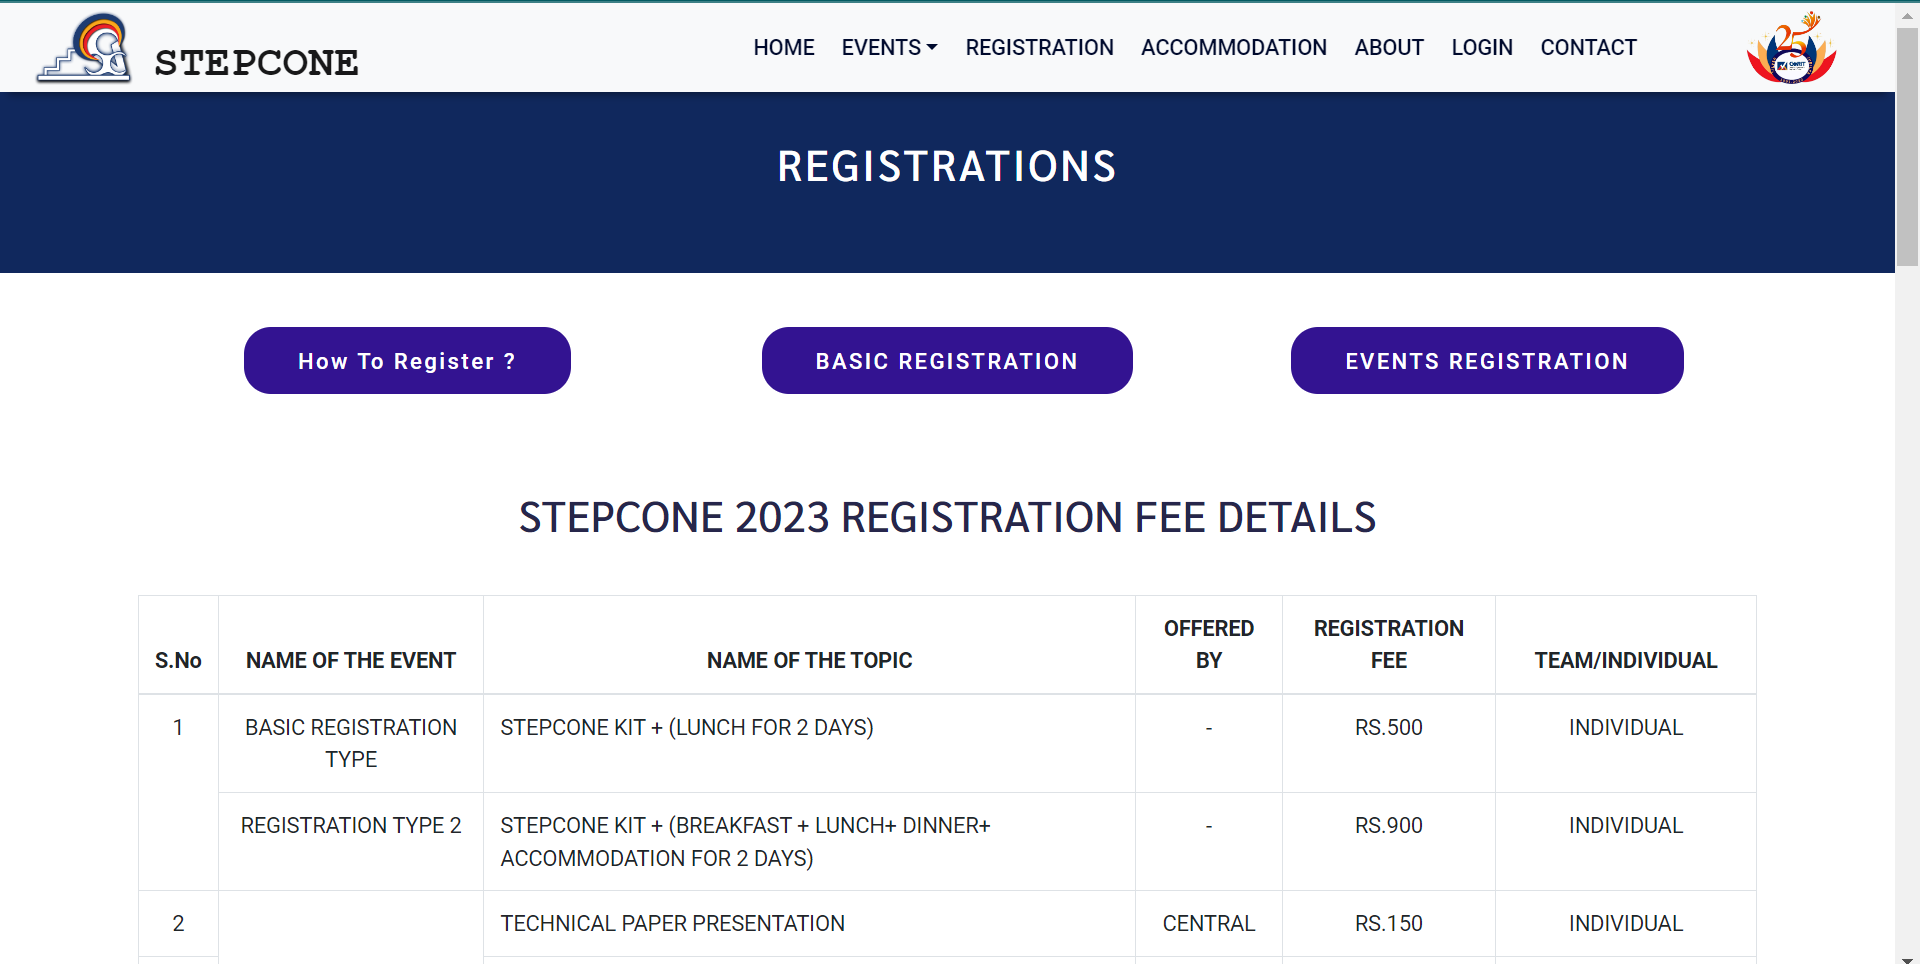 STEPCONE
HOME EVENTS REGISTRATION ACCOMMODATION ABOUT LOGIN CONTACT
25
REGISTRATIONS
How To Register ?
BASIC REGISTRATION
EVENTS REGISTRATION
STEPCONE 2023 REGISTRATION FEE DETAILS
S.No NAME OF THE EVENT NAME OF THE TOPIC OFFERED BY REGISTRATION FEE TEAM/INDIVIDUAL
1 BASIC REGISTRATION TYPE STEPCONE KIT + (LUNCH FOR 2 DAYS) - RS.500 INDIVIDUAL
REGISTRATION TYPE 2 STEPCONE KIT + (BREAKFAST + LUNCH+ DINNER+ ACCOMMODATION FOR 2 DAYS) - RS.900 INDIVIDUAL
2 TECHNICAL PAPER PRESENTATION CENTRAL RS.150 INDIVIDUAL